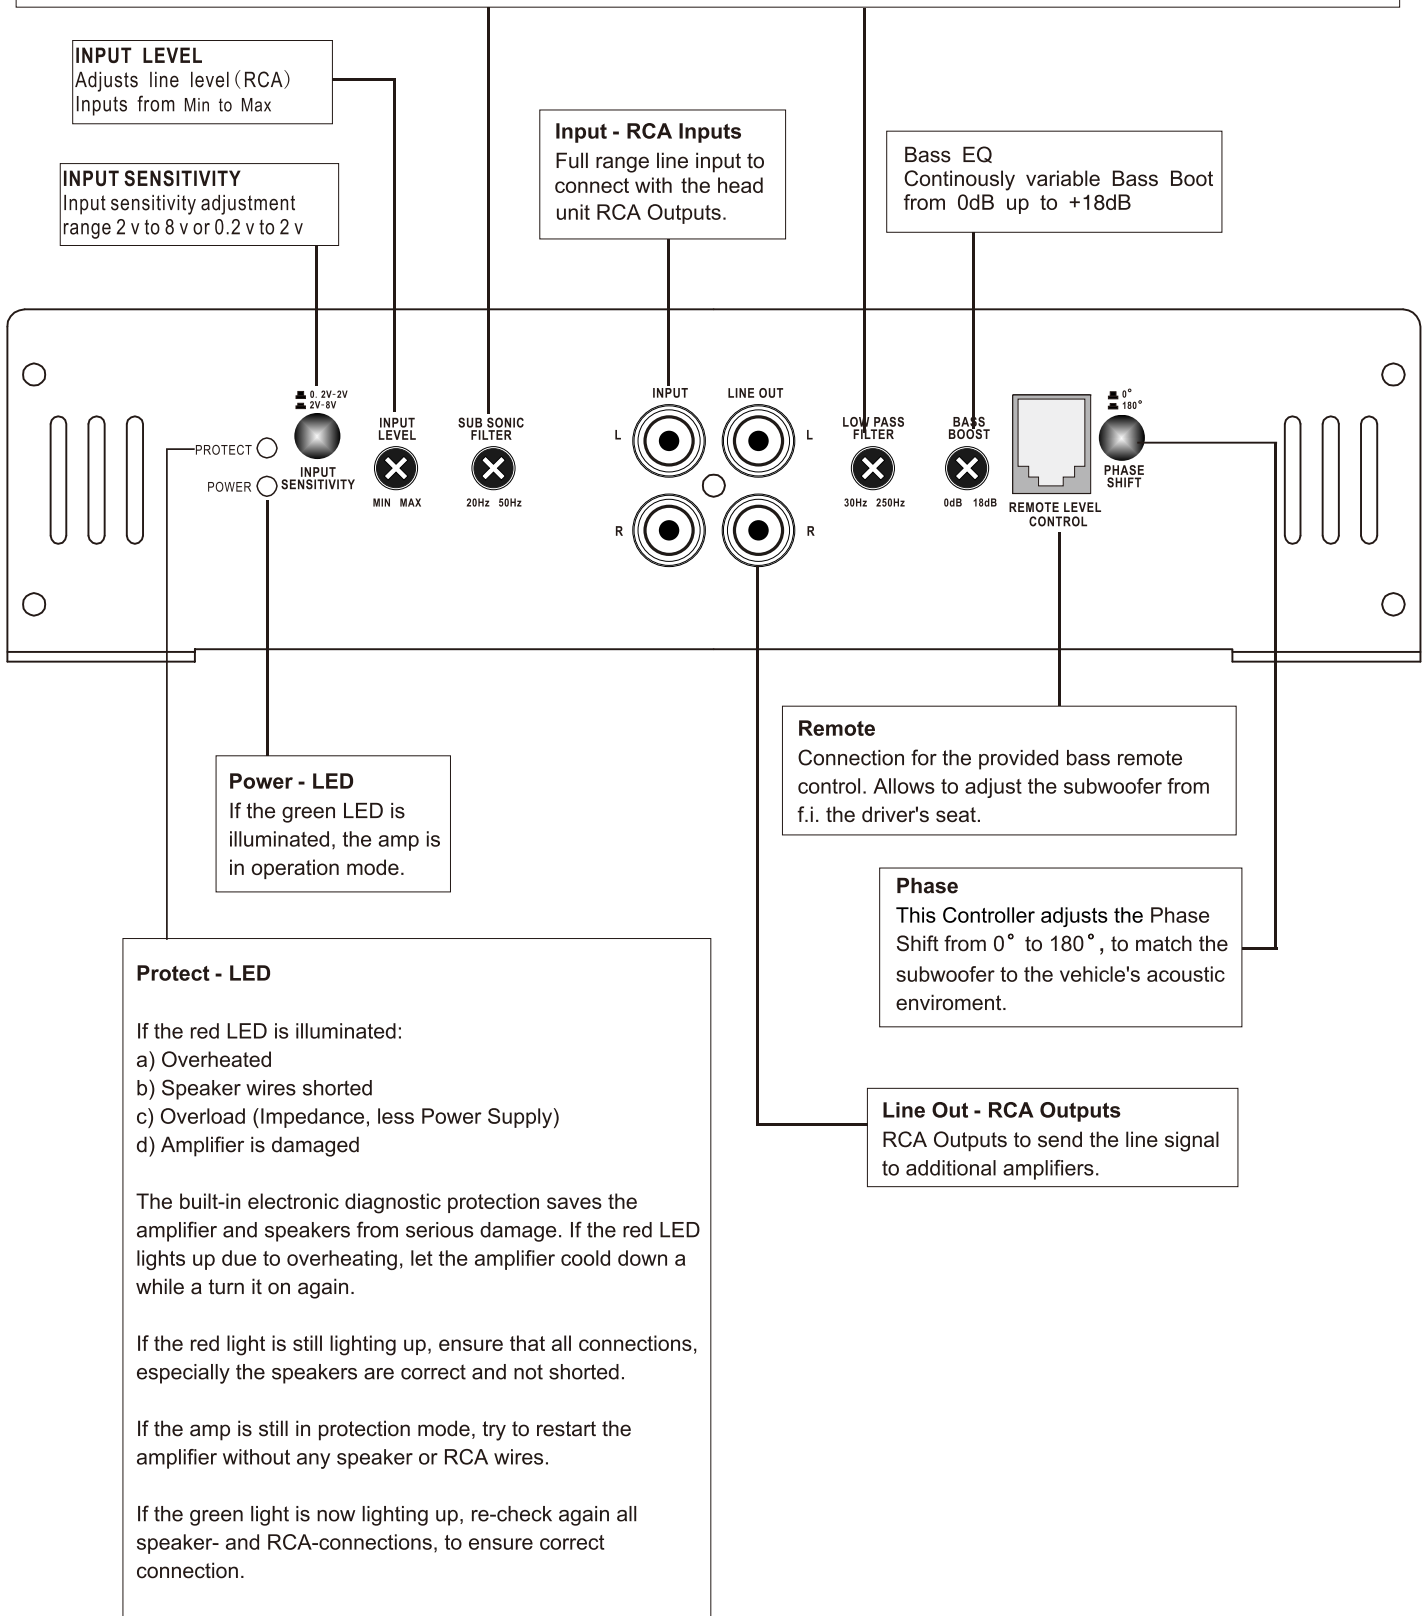 INPUT LEVEL
Adjusts line level (RCA)
Inputs from Min to Max
INPUT SENSITIVITY
Input sensitivity adjustment
range 2 v to 8 v or 0.2 v to 2 v
Input - RCA Inputs
Full range line input to
connect with the head
unit RCA Outputs.
Bass EQ
Continously variable Bass Boot
from 0dB up to +18dB
0. 2V-2V
2V-8V
PROTECT
POWER
INPUT
SENSITIVITY
INPUT
LEVEL
MIN MAX
SUB SONIC
FILTER
20Hz 50Hz
INPUT
LINE OUT
L
L
R
R
LOW PASS
FILTER
30Hz 250Hz
BASS
BOOST
0dB 18dB
REMOTE LEVEL
CONTROL
0°
180°
PHASE
SHIFT
Remote
Connection for the provided bass remote
control. Allows to adjust the subwoofer from
f.i. the driver's seat.
Power - LED
If the green LED is
illuminated, the amp is
in operation mode.
Phase
This Controller adjusts the Phase
Shift from 0° to 180°, to match the
subwoofer to the vehicle's acoustic
enviroment.
Protect - LED
If the red LED is illuminated:
a) Overheated
b) Speaker wires shorted
c) Overload (Impedance, less Power Supply)
d) Amplifier is damaged
The built-in electronic diagnostic protection saves the
amplifier and speakers from serious damage. If the red LED
lights up due to overheating, let the amplifier coold down a
while a turn it on again.
If the red light is still lighting up, ensure that all connections,
especially the speakers are correct and not shorted.
If the amp is still in protection mode, try to restart the
amplifier without any speaker or RCA wires.
If the green light is now lighting up, re-check again all
speaker- and RCA-connections, to ensure correct
connection.
Line Out - RCA Outputs
RCA Outputs to send the line signal
to additional amplifiers.